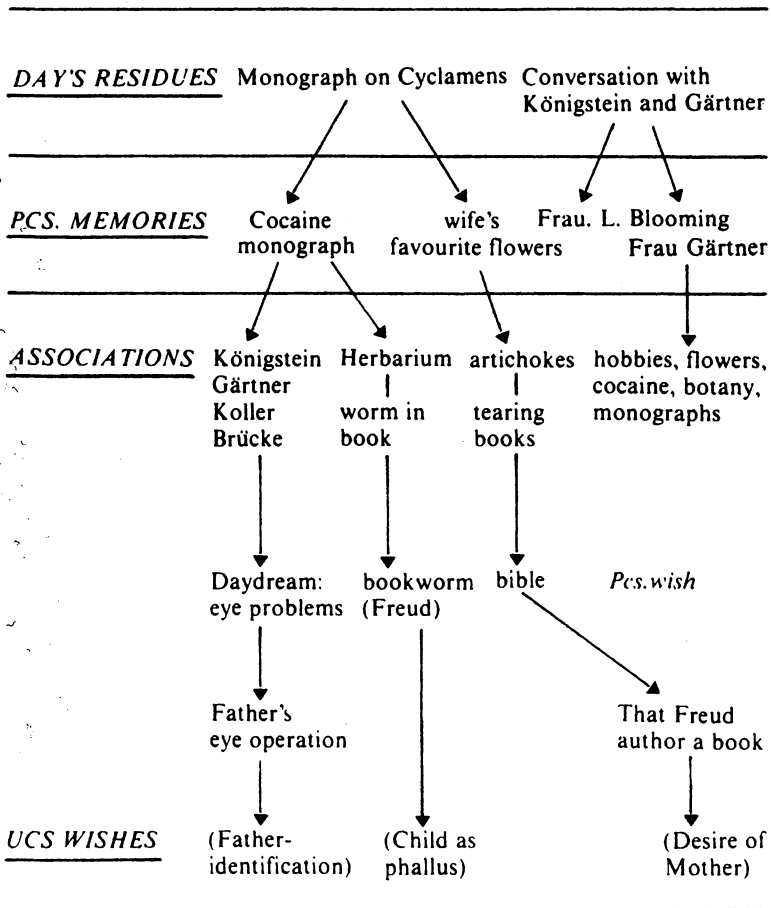 DAY'S RESIDUES Monograph on Cyclamens Conversation with
Königstein and Gärtner
PCS. MEMORIES Cocaine wife's Frau. L. Blooming
monograph favourite flowers Frau Gärtner
ASSOCIATIONS Königstein Herbarium artichokes hobbies, flowers,
Gärtner cocaine, botany,
Koller worm in tearing monographs
Brücke book books
Daydream: bookworm bible Pcs. wish
eye problems (Freud)
Father's That Freud
eye operation author a book
UCS WISHES (Father- (Child as (Desire of
identification) phallus) Mother)